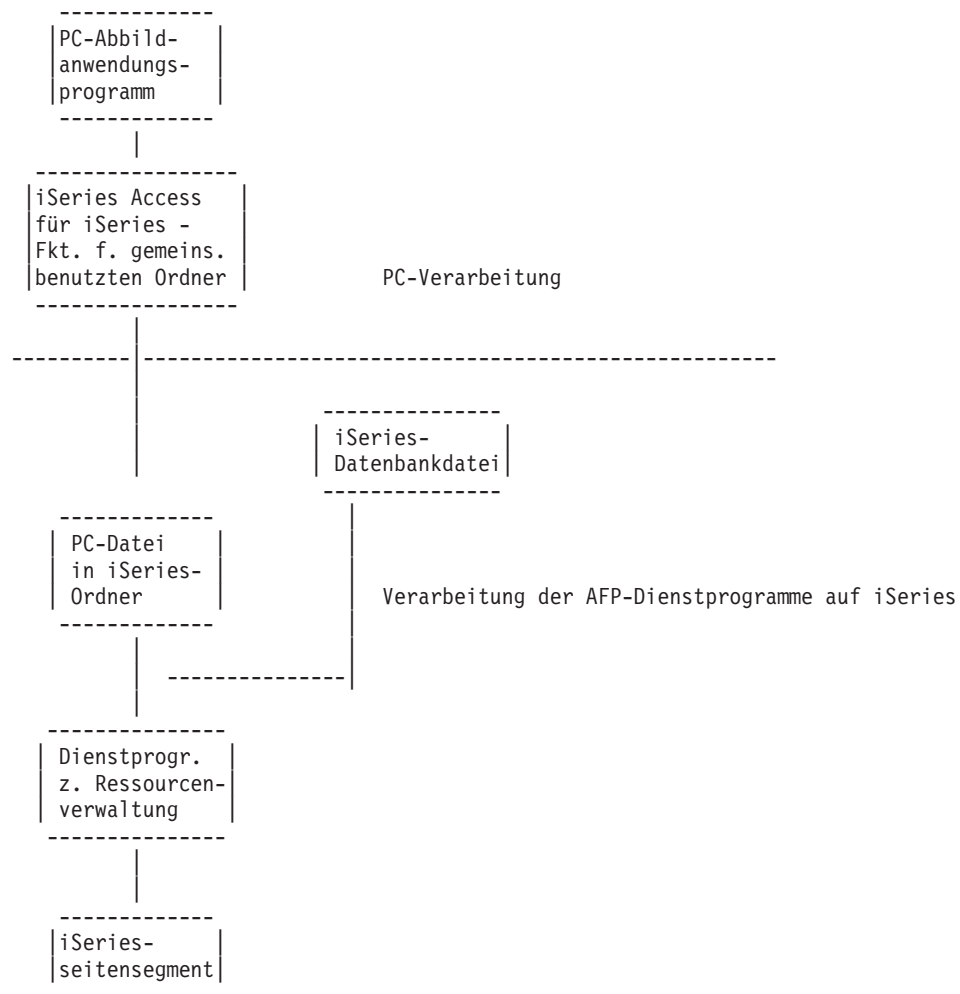 PC-Abbild-
anwendungs-
programm
iSeries Access
für iSeries -
Fkt. f. gemeins.
benutzten Ordner
PC-Verarbeitung
iSeries-
Datenbankdatei
PC-Datei
in iSeries-
Ordner
Verarbeitung der AFP-Dienstprogramme auf iSeries
Dienstprogr.
z. Ressourcen-
verwaltung
iSeries-
seitensegment